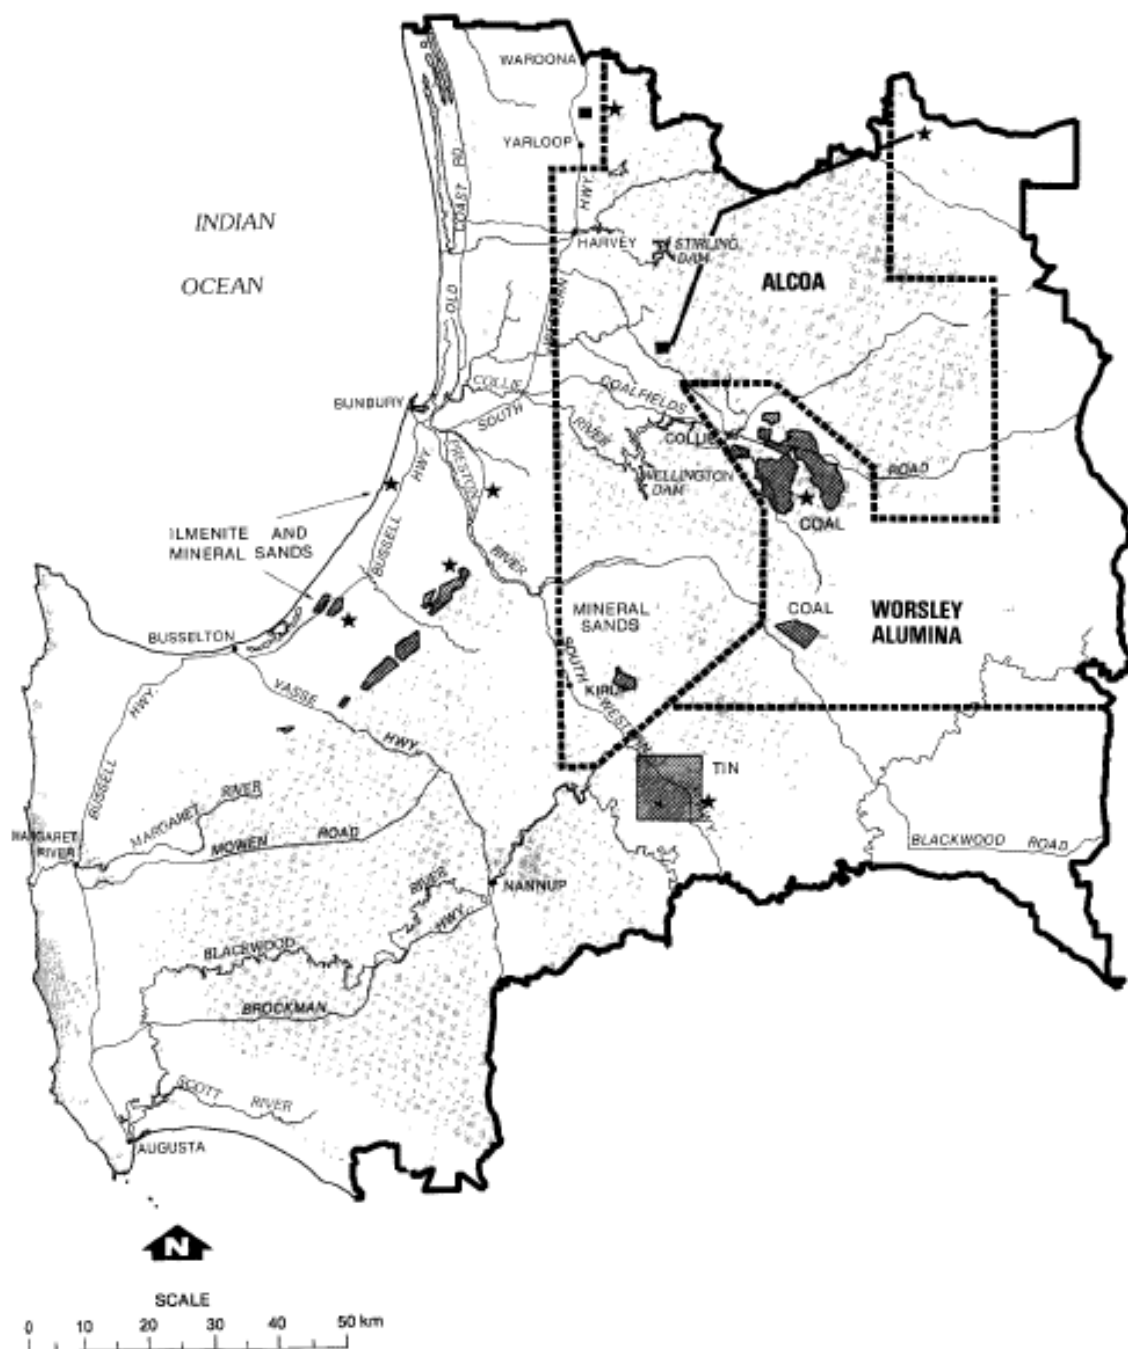 WAROONA
YARLOOP
OLD COAST RD
HWY
INDIAN
OCEAN
HARVEY
STIRLING
DAM
ALCOA
WESTERN
BUNBURY
COLLIE
SOUTH
COALFIELDS
COLLIE
RIVER
WELLINGTON
DAM
ROAD
HWY
PRESTON
RIVER
COAL
ILMENITE AND
MINERAL SANDS
BUSSELL
MINERAL
SANDS
COAL
WORSLEY
ALUMINA
BUSSELTON
VASSE
HWY
SOUTH
WESTERN
KIRUP
HWY
BUSSELL
TIN
MARGARET
RIVER
MARGARET
RIVER
MOWEN
ROAD
BLACKWOOD
ROAD
NANNUP
RIVER
HWY
BLACKWOOD
BROCKMAN
SCOTT
RIVER
AUGUSTA
N
SCALE
0 10 20 30 40 50 km